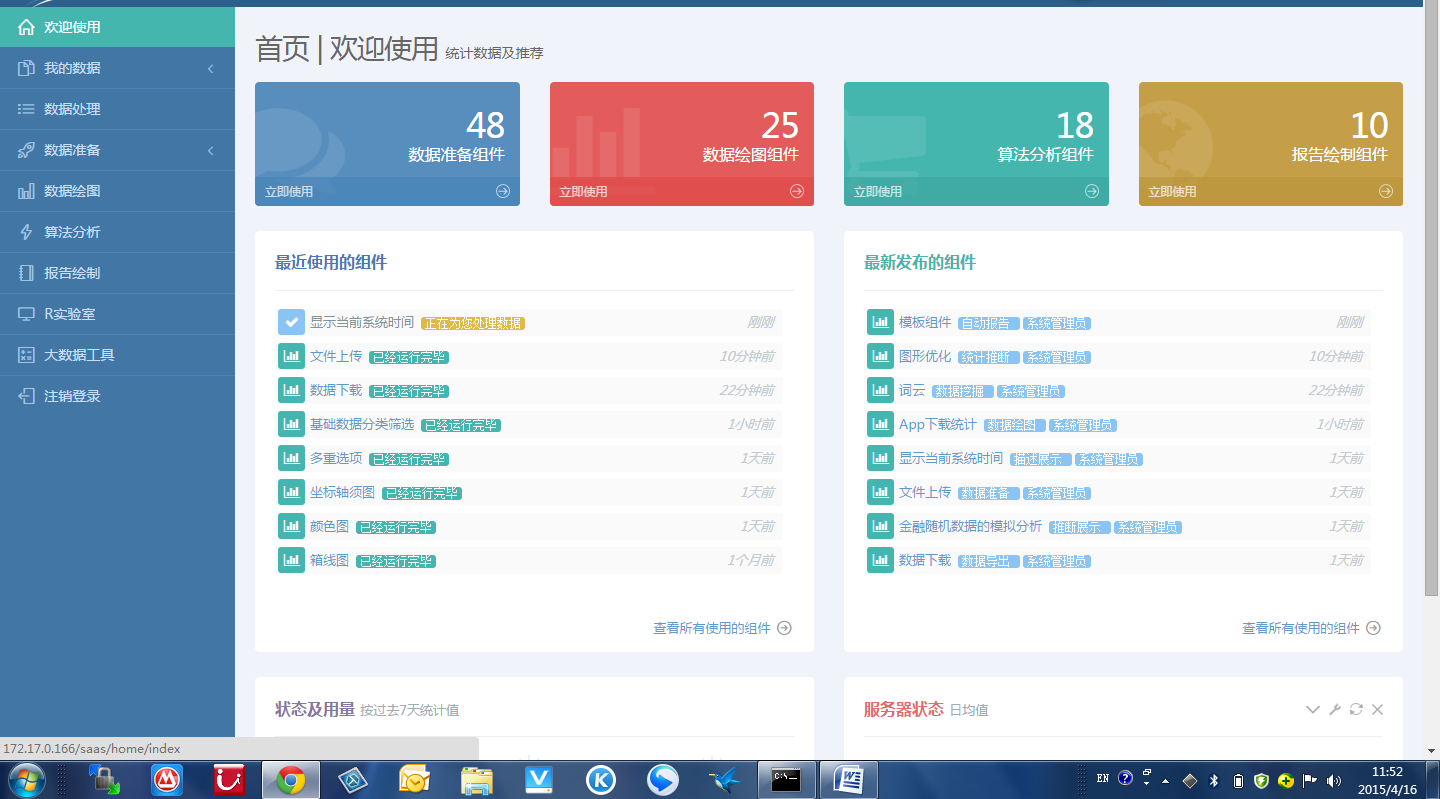 欢迎使用
我的数据
数据处理
数据准备
数据绘图
算法分析
报告绘制
R实验室
大数据工具
注销登录
首页 | 欢迎使用 统计数据及推荐
48
数据准备组件
立即使用
25
数据绘图组件
立即使用
18
算法分析组件
立即使用
10
报告绘制组件
立即使用
最近使用的组件
显示当前系统时间 正在为您处理数据 刚刚
文件上传 已经运行完毕 10分钟前
数据下载 已经运行完毕 22分钟前
基础数据分类筛选 已经运行完毕 1小时前
多重选项 已经运行完毕 1天前
坐标轴须图 已经运行完毕 1天前
颜色图 已经运行完毕 1天前
箱线图 已经运行完毕 1个月前
查看所有使用的组件
最新发布的组件
模板组件 自动报告 系统管理员 刚刚
图形优化 统计推断 系统管理员 10分钟前
词云 数据挖掘 系统管理员 22分钟前
App下载统计 数据绘图 系统管理员 1小时前
显示当前系统时间 描述展示 系统管理员 1天前
文件上传 数据准备 系统管理员 1天前
金融随机数据的模拟分析 推断展示 系统管理员 1天前
数据下载 数据导出 系统管理员 1天前
查看所有使用的组件
状态及用量 按过去7天统计值
服务器状态 日均值
172.17.0.166/saas/home/index
EN
11:52
2015/4/16